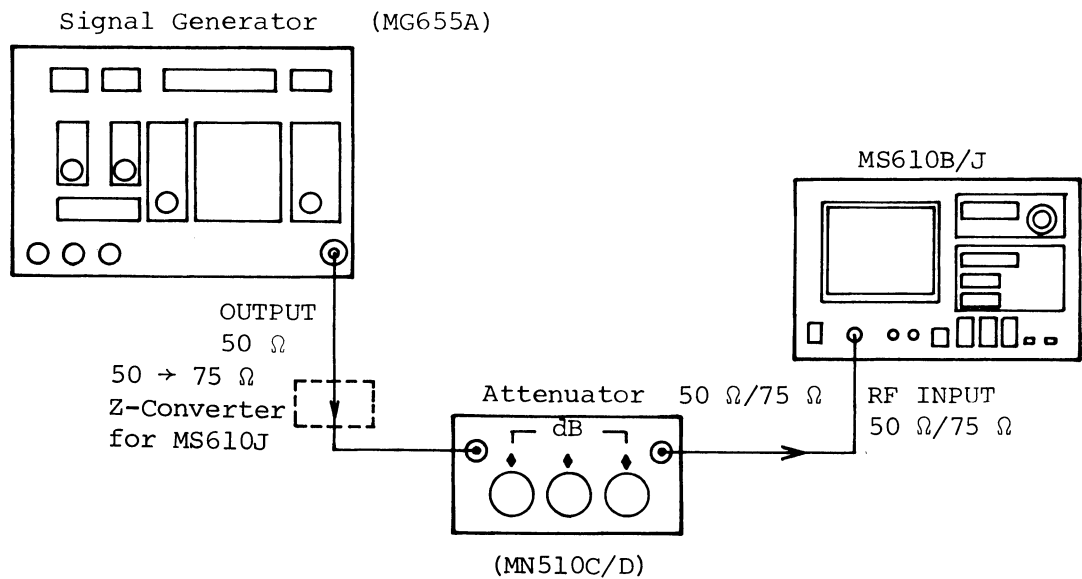 Signal Generator (MG655A)
MS610B/J
OUTPUT
50 Ω
50 → 75 Ω
Z-Converter
for MS610J
Attenuator 50 Ω/75 Ω
dB
(MN510C/D)
RF INPUT
50 Ω/75 Ω